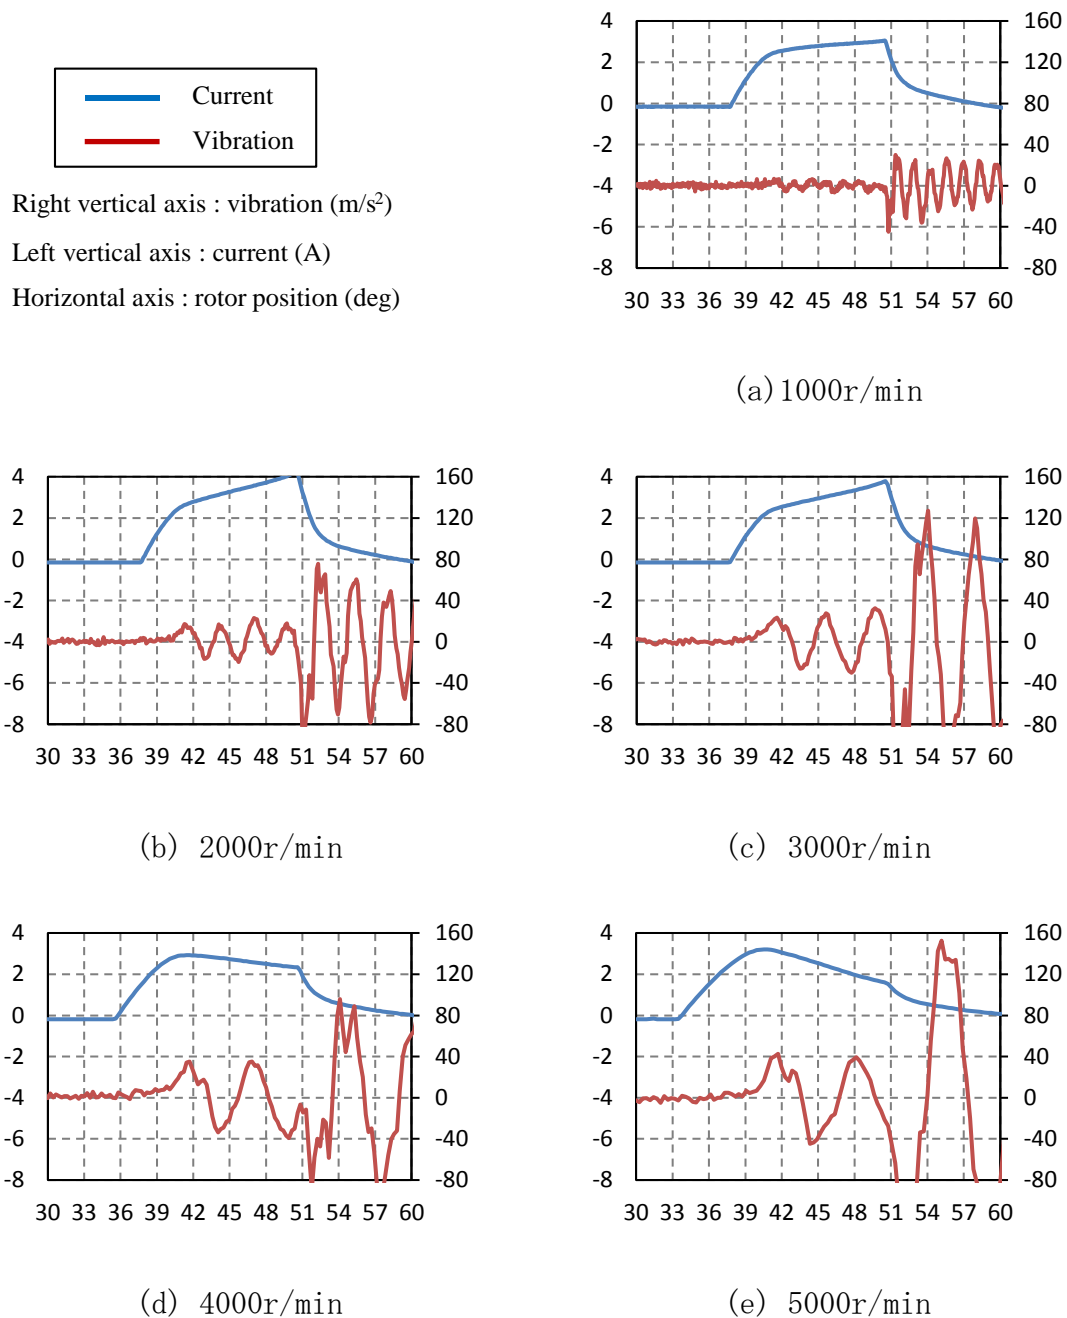 Current
Vibration
Right vertical axis : vibration (m/s²)
Left vertical axis : current (A)
Horizontal axis : rotor position (deg)
4 160
2 120
0 80
-2 40
-4 0
-6 -40
-8 -80
30 33 36 39 42 45 48 51 54 57 60
(a)1000r/min
4 160
2 120
0 80
-2 40
-4 0
-6 -40
-8 -80
30 33 36 39 42 45 48 51 54 57 60
(b) 2000r/min
4 160
2 120
0 80
-2 40
-4 0
-6 -40
-8 -80
30 33 36 39 42 45 48 51 54 57 60
(c) 3000r/min
4 160
2 120
0 80
-2 40
-4 0
-6 -40
-8 -80
30 33 36 39 42 45 48 51 54 57 60
(d) 4000r/min
4 160
2 120
0 80
-2 40
-4 0
-6 -40
-8 -80
30 33 36 39 42 45 48 51 54 57 60
(e) 5000r/min